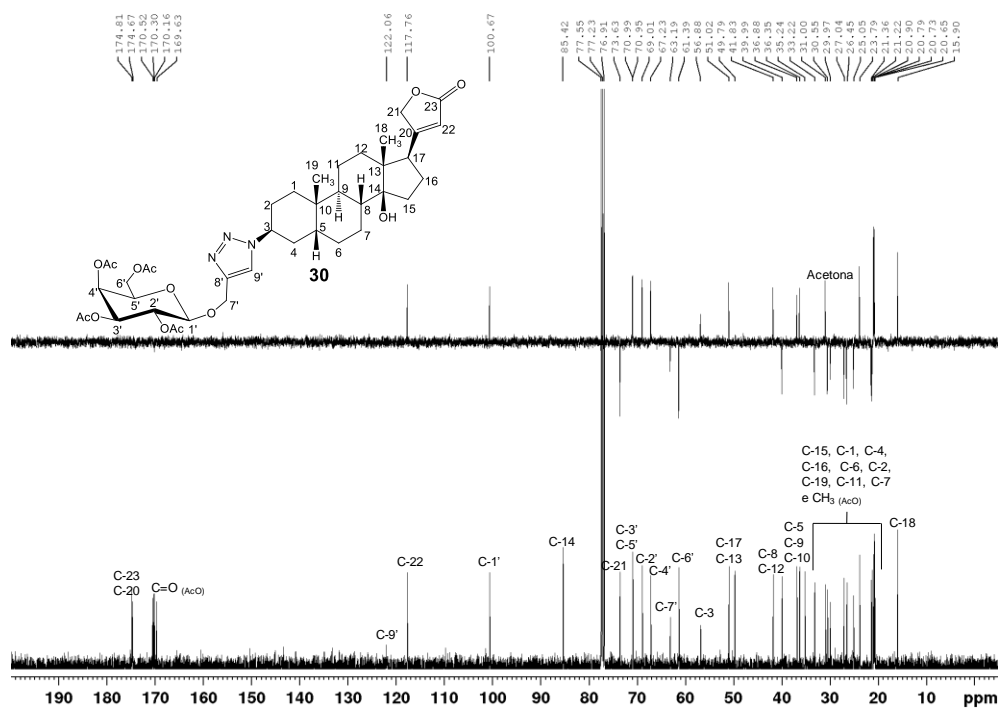 174.81
174.67
170.52
170.30
170.16
169.63
122.06
117.76
100.67
85.42
77.55
77.23
76.91
73.63
70.99
70.95
69.01
67.23
63.19
61.39
56.88
51.02
49.79
41.83
39.99
36.88
36.35
35.24
33.22
31.00
30.55
29.97
27.04
26.45
25.05
23.79
21.36
21.22
20.90
20.79
20.73
20.65
15.90
O
O
23
21
22
20
18
CH3
12
17
13
16
11
19
CH3
1
9
H
14
15
8
OH
2
10
H
7
3
5
4
6
H
N
N
N
9'
8'
30
7'
OAc
6'
OAc
4'
5'
O
2'
O
1'
AcO
3'
OAc
Acetona
C-15, C-1, C-4,
C-16, C-6, C-2,
C-19, C-11, C-7
e CH3 (AcO)
C-18
C-23
C-20
C=O (AcO)
C-9'
C-22
C-1'
C-14
C-3'
C-5'
C-21
C-2'
C-4'
C-7'
C-6'
C-3
C-17
C-13
C-8
C-12
C-5
C-9
C-10
190 180 170 160 150 140 130 120 110 100 90 80 70 60 50 40 30 20 10 ppm